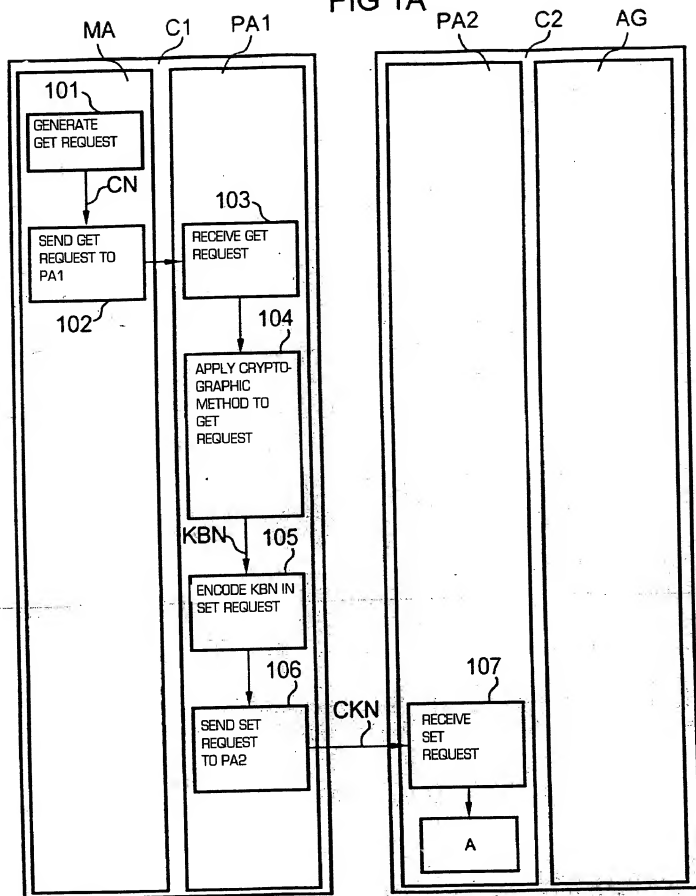 FIG 1A
MA C1 PA1 PA2 C2 AG
101
GENERATE
GET REQUEST
CN
SEND GET
REQUEST TO
PA1
102
103
RECEIVE GET
REQUEST
104
APPLY CRYPTO-
GRAPHIC
METHOD TO
GET
REQUEST
KBN
105
ENCODE KBN IN
SET REQUEST
106
SEND SET
REQUEST
TO PA2
CKN
107
RECEIVE
SET
REQUEST
A